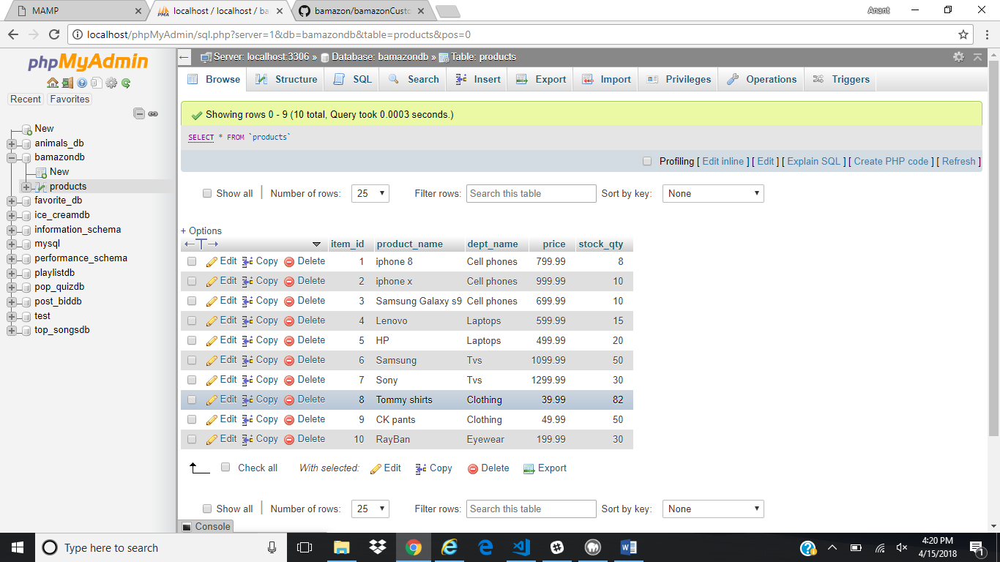 MAMP
localhost / localhost / ba
bamazon/bamazonCusto
Anant
localhost/phpMyAdmin/sql.php?server=1&db=bamazondb&table=products&pos=0
phpMyAdmin
Recent Favorites
New
animals_db
bamazondb
New
products
favorite_db
ice_creamdb
information_schema
mysql
performance_schema
playlistdb
pop_quizdb
post_biddb
test
top_songsdb
Server: localhost:3306 » Database: bamazondb » Table: products
Browse Structure SQL Search Insert Export Import Privileges Operations Triggers
Showing rows 0 - 9 (10 total, Query took 0.0003 seconds.)
SELECT * FROM `products`
Profiling [ Edit inline ] [ Edit ] [ Explain SQL ] [ Create PHP code ] [ Refresh ]
Show all | Number of rows: 25 Filter rows: Search this table Sort by key: None
+ Options
←T→ item_id product_name dept_name price stock_qty
Edit Copy Delete 1 iphone 8 Cell phones 799.99 8
Edit Copy Delete 2 iphone x Cell phones 999.99 10
Edit Copy Delete 3 Samsung Galaxy s9 Cell phones 699.99 10
Edit Copy Delete 4 Lenovo Laptops 599.99 15
Edit Copy Delete 5 HP Laptops 499.99 20
Edit Copy Delete 6 Samsung Tvs 1099.99 50
Edit Copy Delete 7 Sony Tvs 1299.99 30
Edit Copy Delete 8 Tommy shirts Clothing 39.99 82
Edit Copy Delete 9 CK pants Clothing 49.99 50
Edit Copy Delete 10 RayBan Eyewear 199.99 30
Check all With selected: Edit Copy Delete Export
Show all | Number of rows: 25 Filter rows: Search this table Sort by key: None
Console
Type here to search
4:20 PM
4/15/2018
1